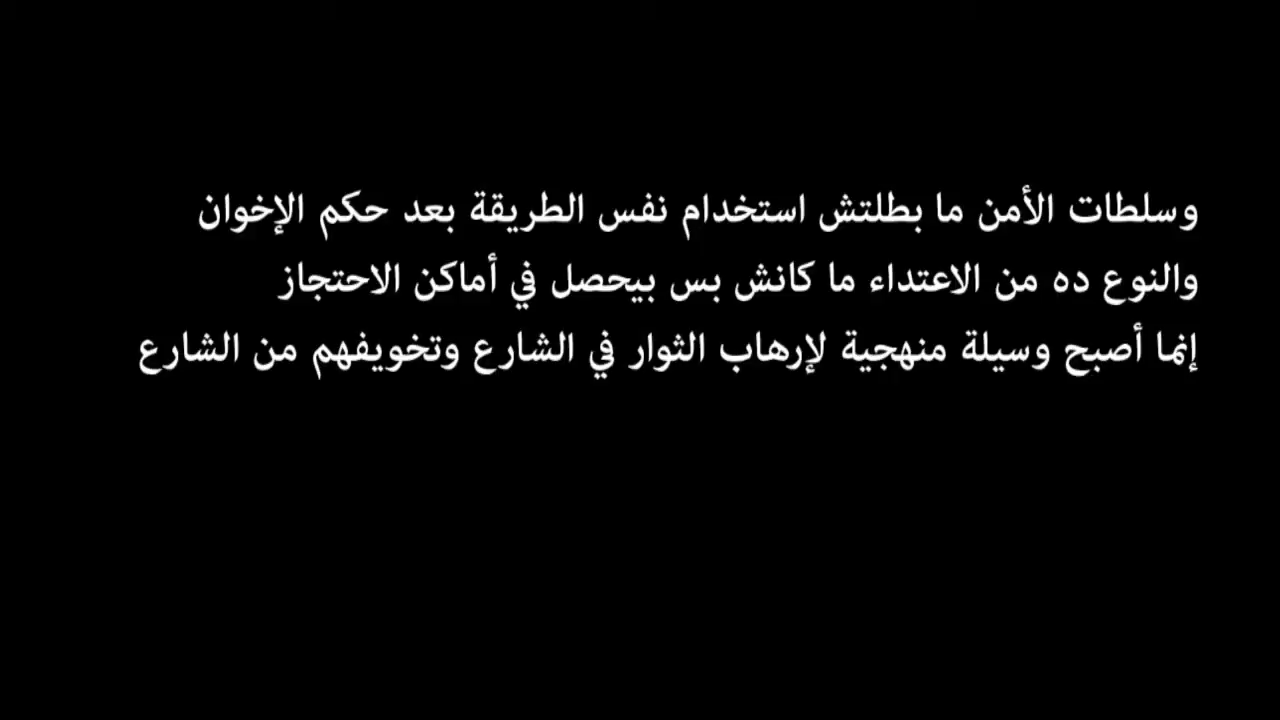 وسلطات الأمن ما بطلتش استخدام نفس الطريقة بعد حكم الإخوان
والنوع ده من الاعتداء ما كانش بس بيحصل في أماكن الاحتجاز
إنما أصبح وسيلة منهجية لإرهاب الثوار في الشارع وتخويفهم من الشارع